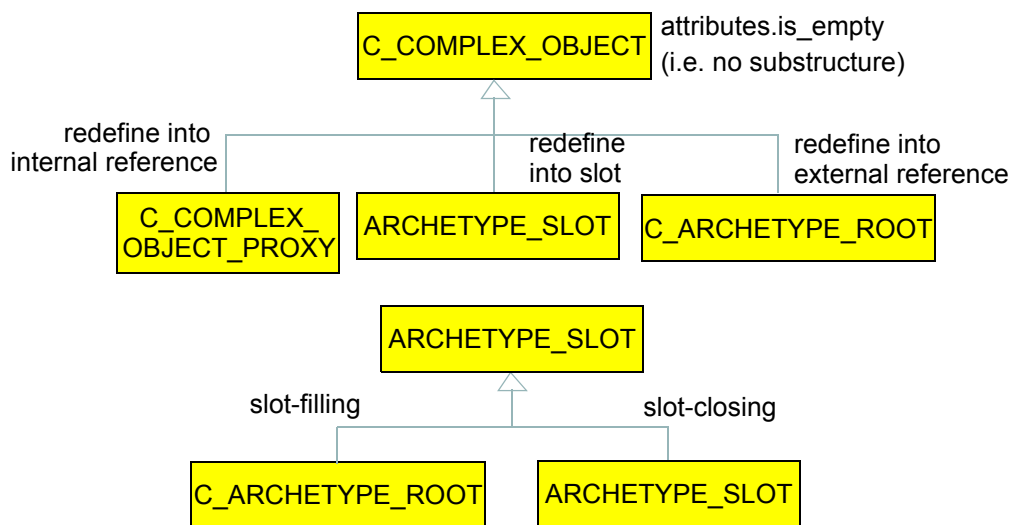 C_COMPLEX_OBJECT
attributes.is_empty
(i.e. no substructure)
redefine into
internal reference
redefine
into slot
redefine into
external reference
C_COMPLEX_
OBJECT_PROXY
ARCHETYPE_SLOT
C_ARCHETYPE_ROOT
ARCHETYPE_SLOT
slot-filling
slot-closing
C_ARCHETYPE_ROOT
ARCHETYPE_SLOT